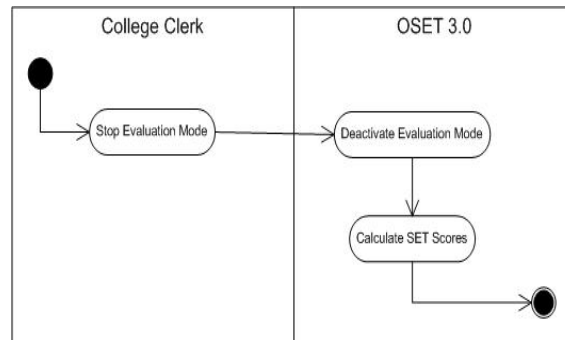 College Clerk
OSET 3.0
Stop Evaluation Mode
Deactivate Evaluation Mode
Calculate SET Scores